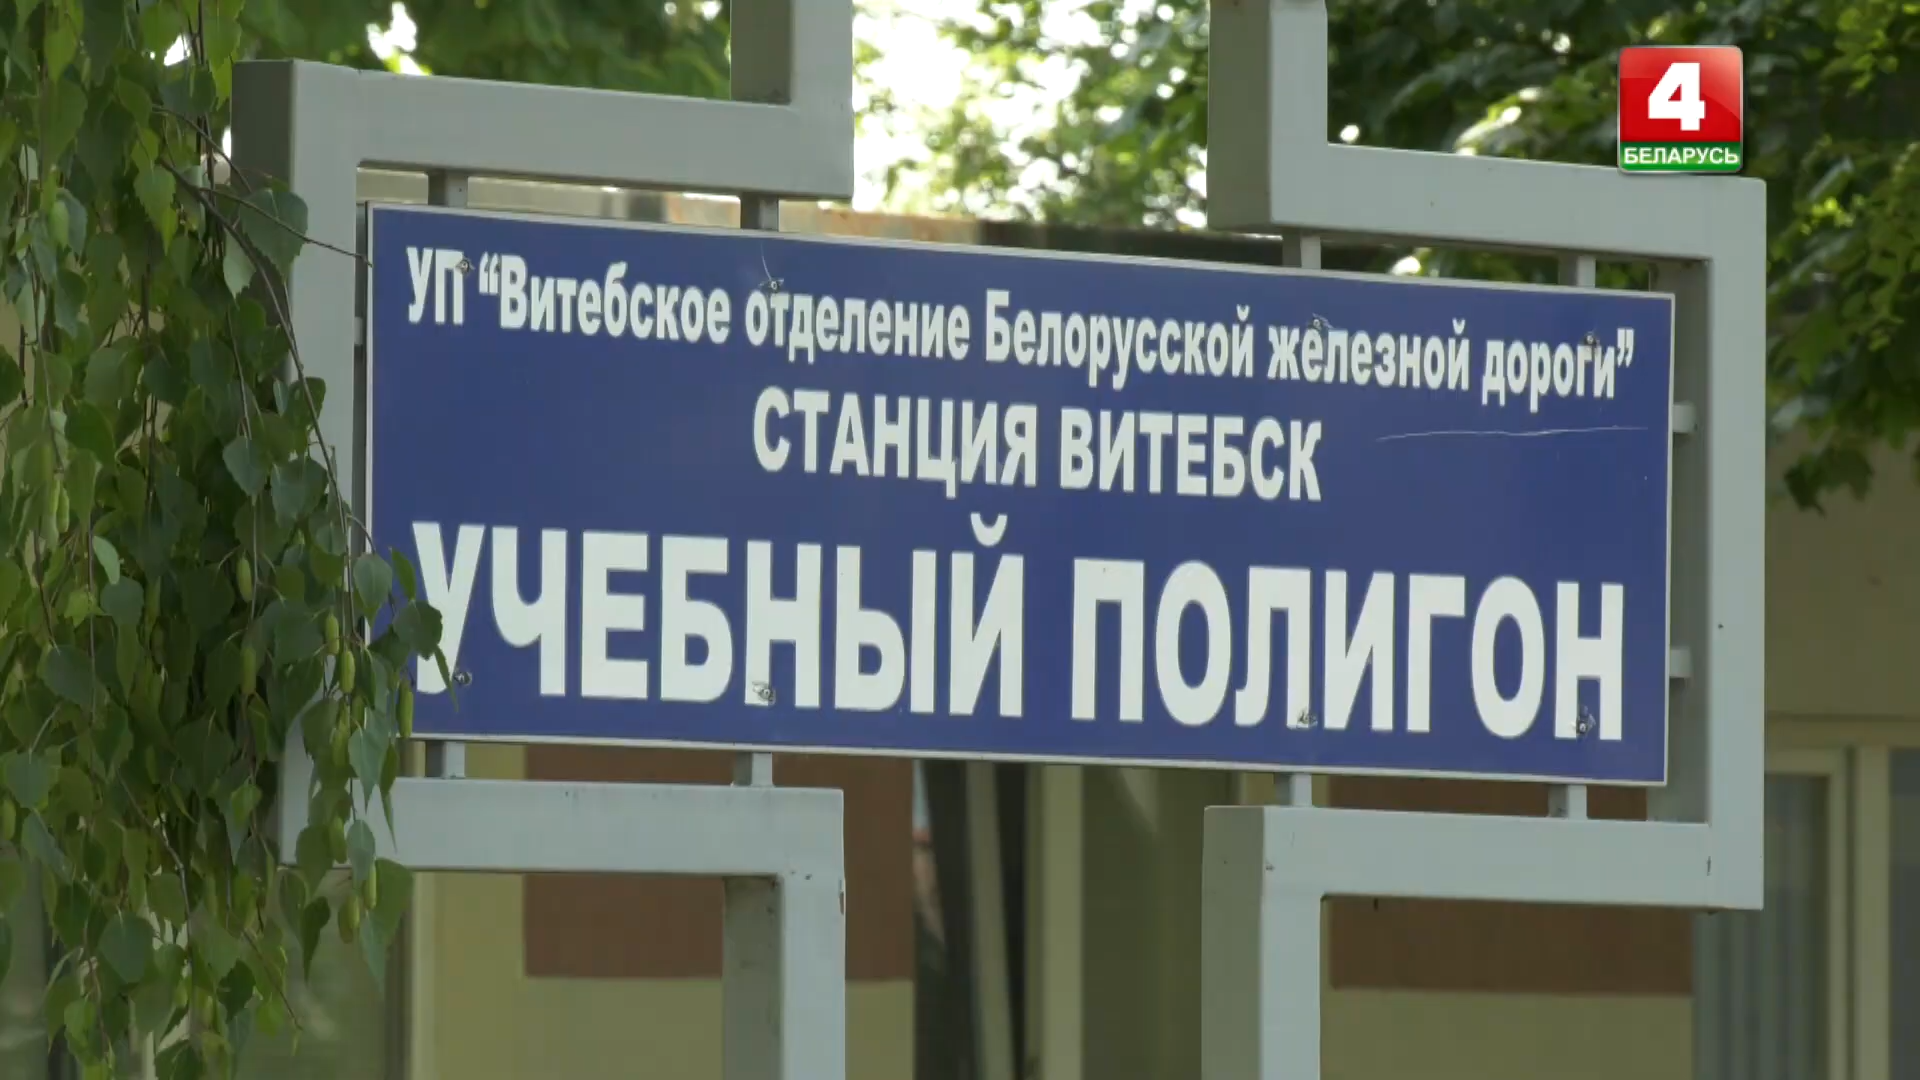 4
БЕЛАРУСЬ
УП “Витебское отделение Белорусской железной дороги”
СТАНЦИЯ ВИТЕБСК
УЧЕБНЫЙ ПОЛИГОН